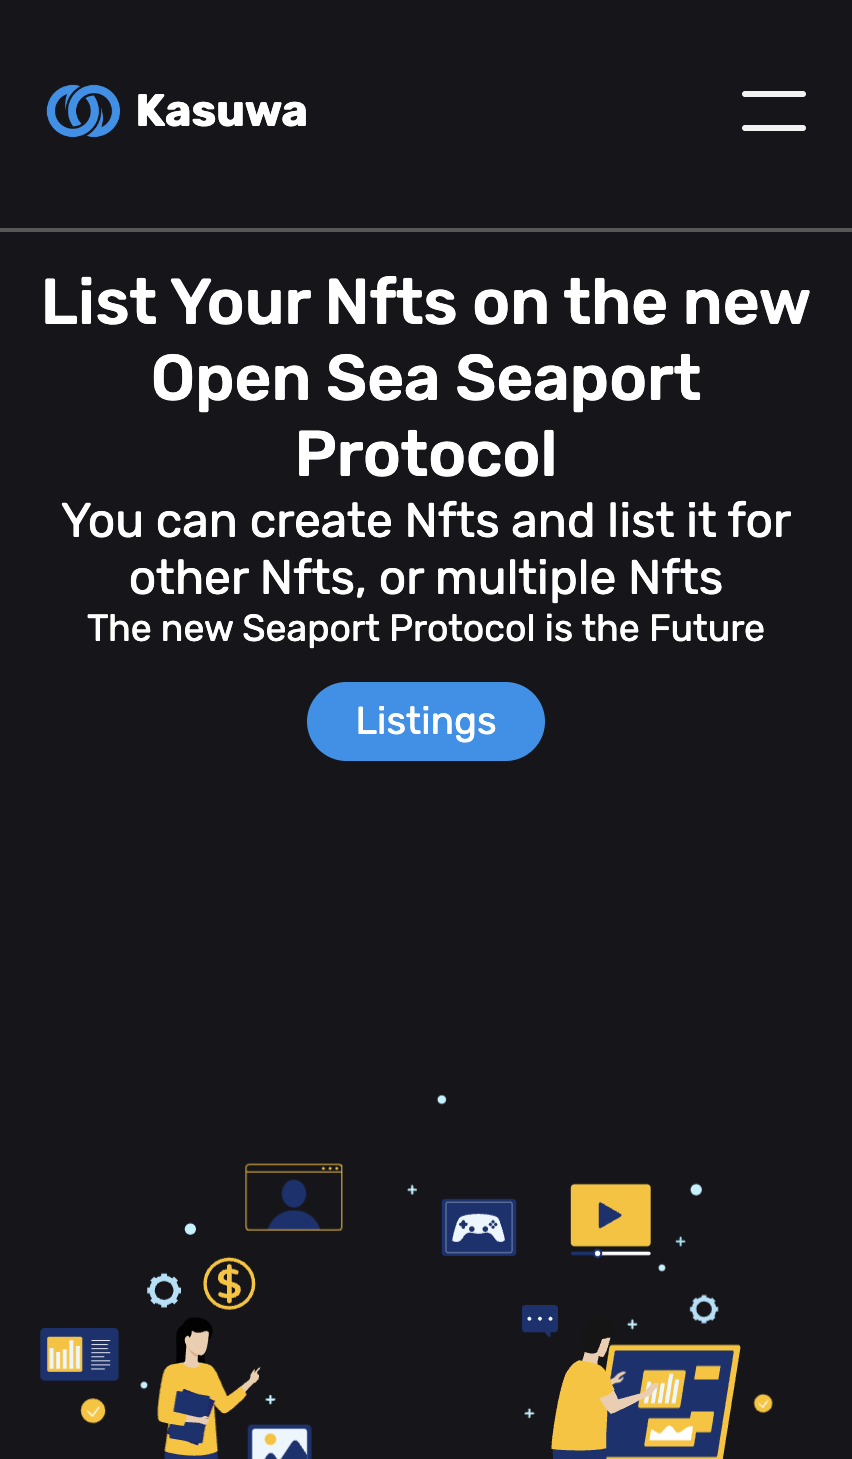 Kasuwa
List Your Nfts on the new
Open Sea Seaport
Protocol
You can create Nfts and list it for
other Nfts, or multiple Nfts
The new Seaport Protocol is the Future
Listings
$